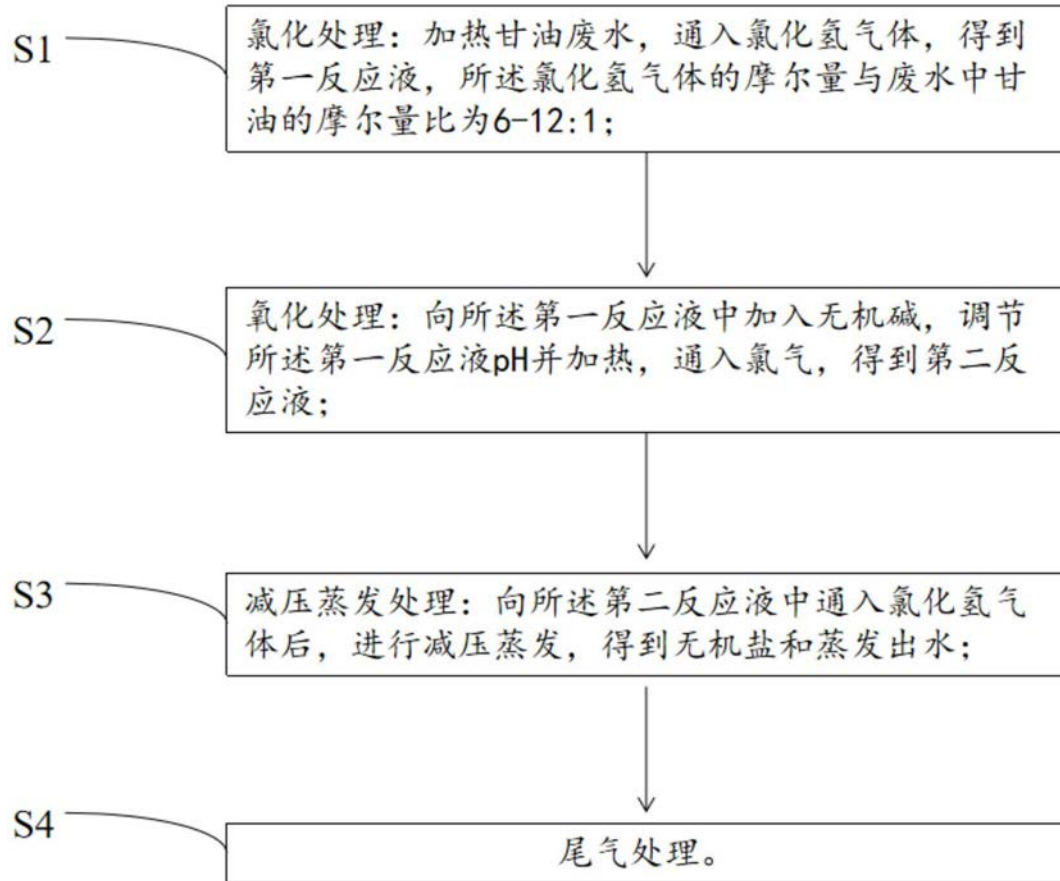 S1
氯化处理：加热甘油废水，通入氯化氢气体，得到
第一反应液，所述氯化氢气体的摩尔量与废水中甘
油的摩尔量比为6-12:1；
S2
氧化处理：向所述第一反应液中加入无机碱，调节
所述第一反应液pH并加热，通入氯气，得到第二反
应液；
S3
减压蒸发处理：向所述第二反应液中通入氯化氢气
体后，进行减压蒸发，得到无机盐和蒸发出水；
S4
尾气处理。